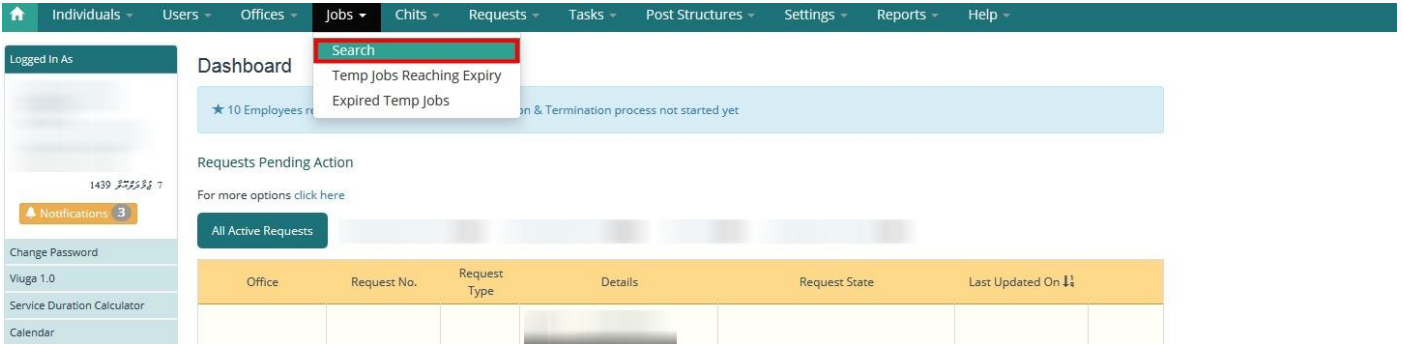 Individuals Users Offices Jobs Chits Requests Tasks Post Structures Settings Reports Help
Logged In As
Search
Temp Jobs Reaching Expiry
Expired Temp Jobs
Dashboard
★ 10 Employees re
on & Termination process not started yet
Requests Pending Action
7 1439
For more options click here
Notifications 3
All Active Requests
Change Password
Viuga 1.0
Service Duration Calculator
Calendar
Office Request No. Request Type Details Request State Last Updated On